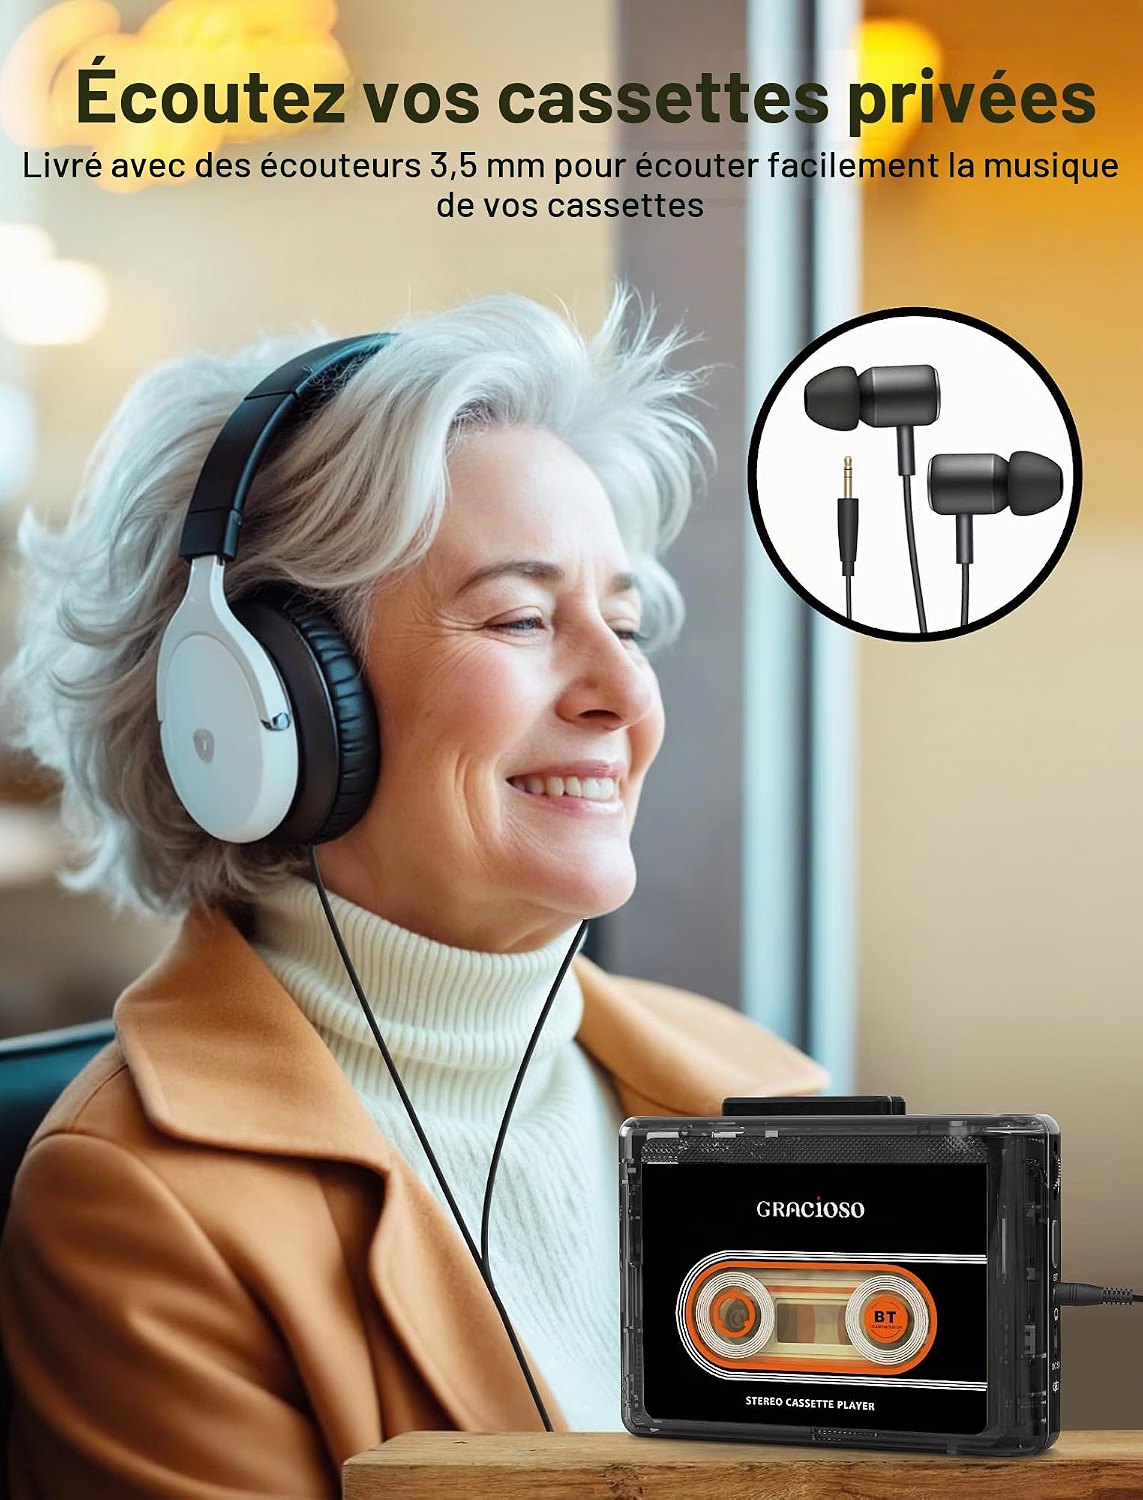 Écoutez vos cassettes privées
Livré avec des écouteurs 3,5 mm pour écouter facilement la musique
de vos cassettes
GRACIOSO
BT
STEREO CASSETTE PLAYER